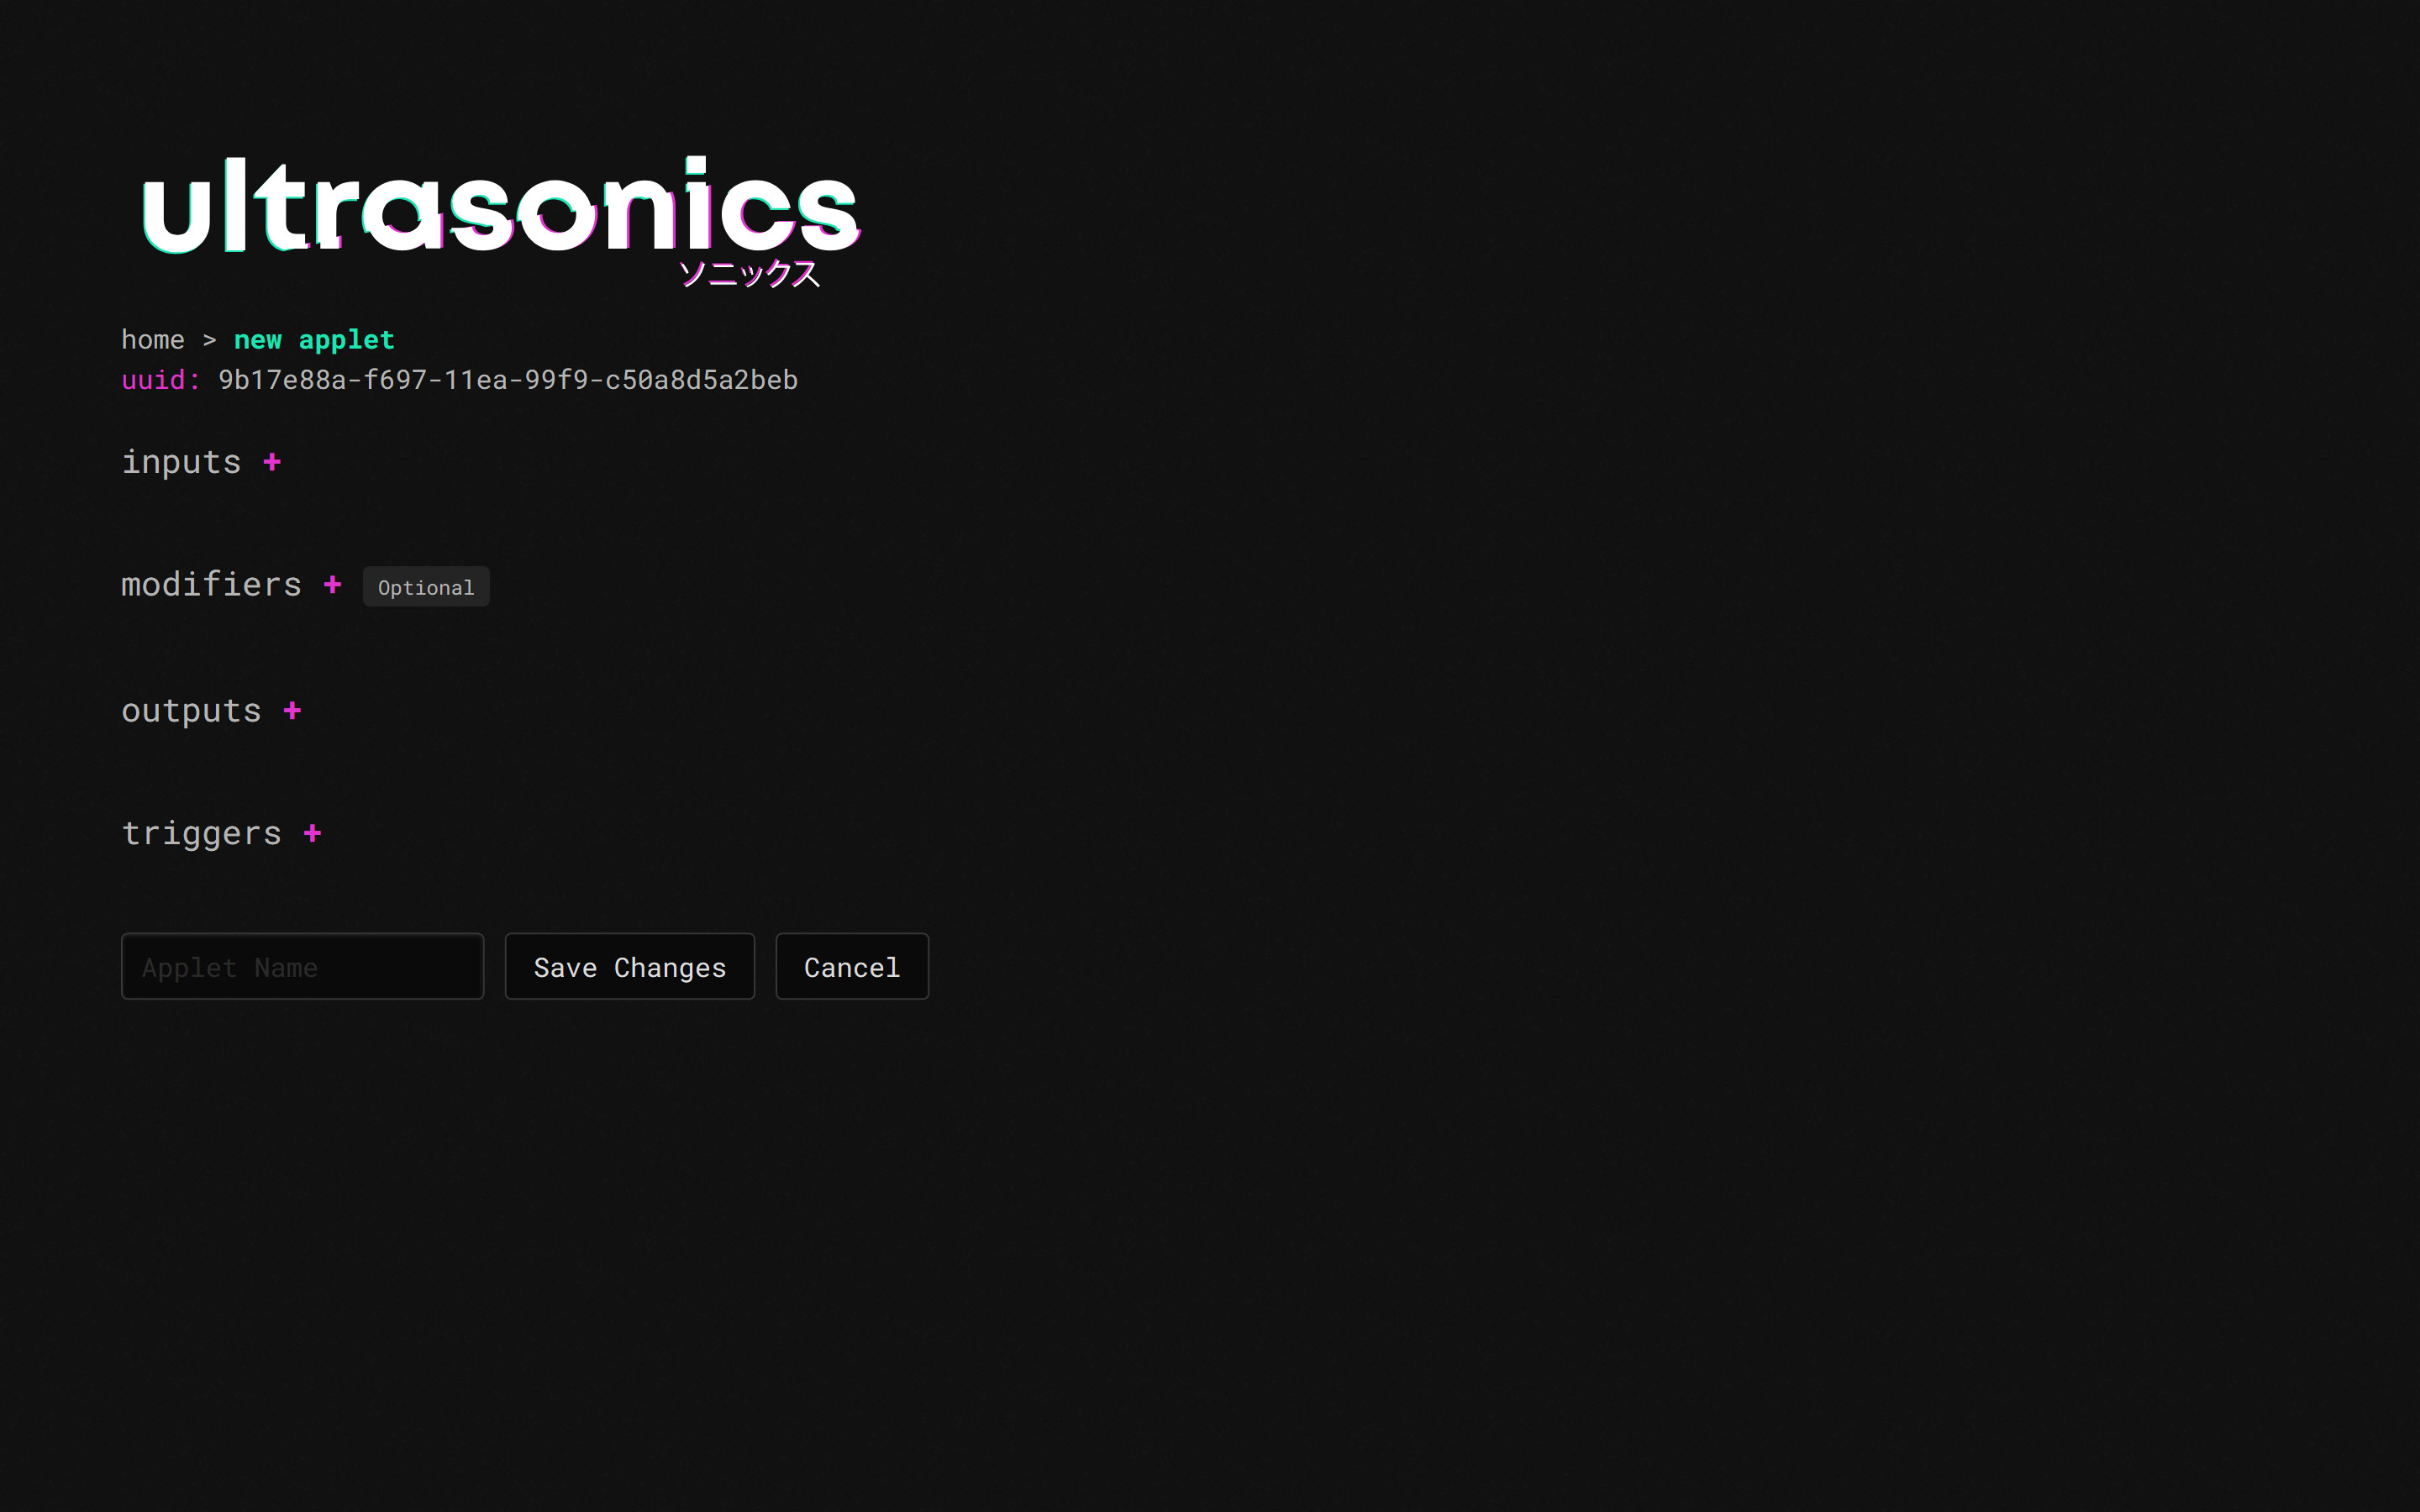 ultrasonics
ソニックス
home > new applet
uuid: 9b17e88a-f697-11ea-99f9-c50a8d5a2beb
inputs +
modifiers + Optional
outputs +
triggers +
Applet Name Save Changes Cancel